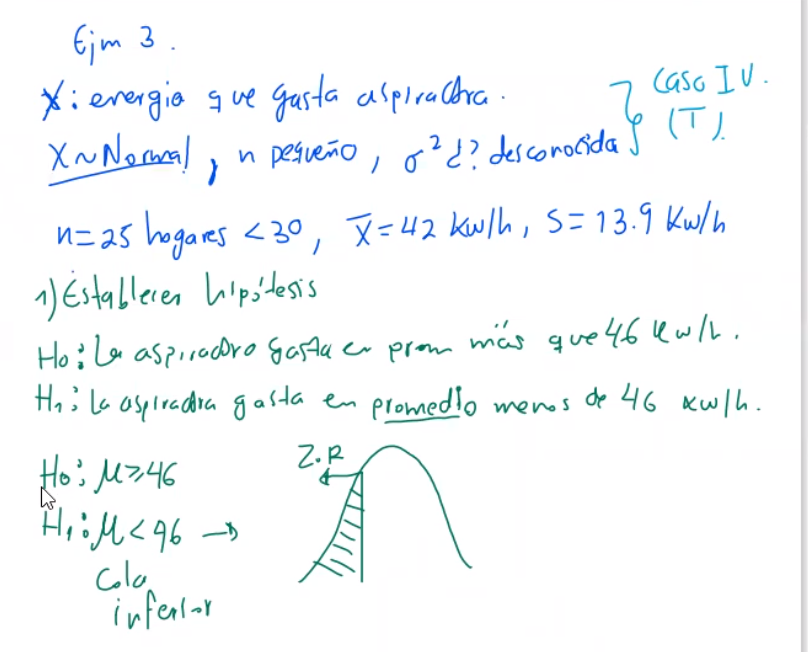 Ejm 3.
X: energia que gasta aspiradora.
Caso IV.
(T).
X~Normal, n pequeño, σ² ¿? desconocida
n=25 hogares <30, X̅=42 kw/h, S=13.9 Kw/h
1) Establecer hipótesis
Ho: La aspiradora gasta en prom más que 46 kw/h.
H₁: La aspiradora gasta en promedio menos de 46 kw/h.
Z.R
Ho: μ≥46
H₁: μ<46 →
Cola
inferior